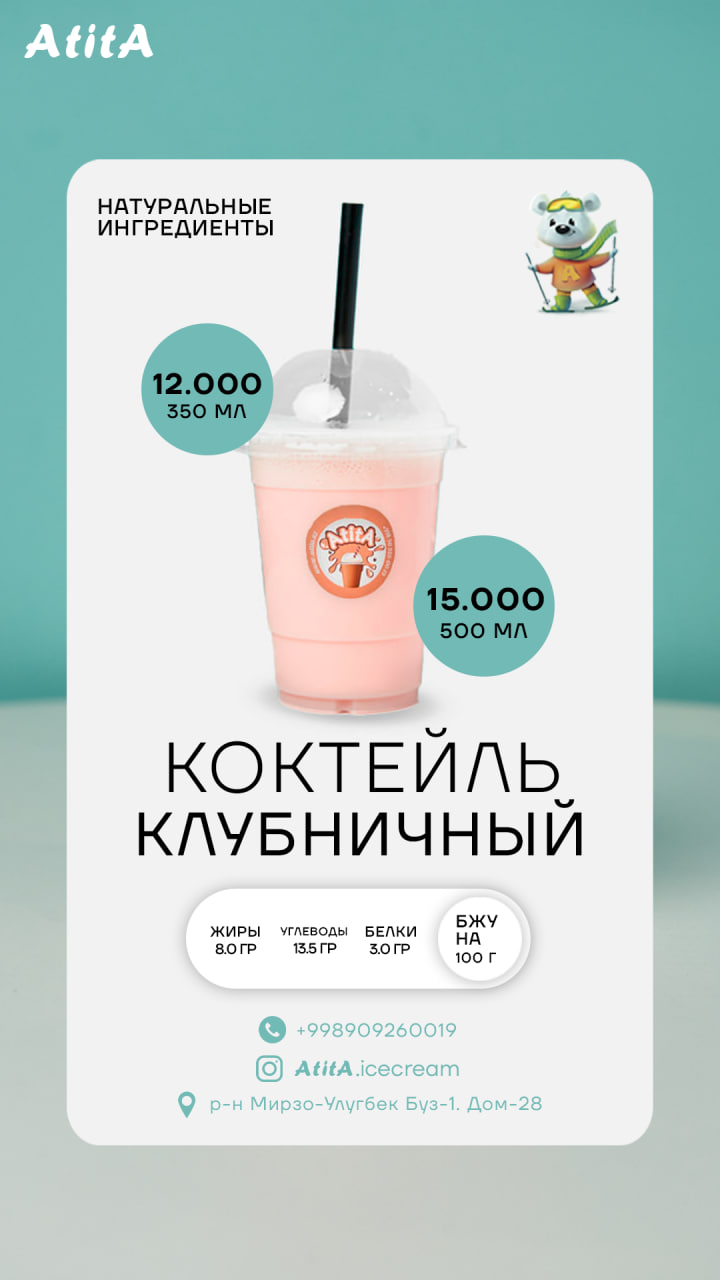 AtitA
НАТУРАЛЬНЫЕ
ИНГРЕДИЕНТЫ
A
12.000
350 МЛ
AtitA
15.000
500 МЛ
КОКТЕЙЛЬ
КЛУБНИЧНЫЙ
ЖИРЫ УГЛЕВОДЫ БЕЛКИ
8.0 ГР 13.5 ГР 3.0 ГР
БЖУ
НА
100 Г
+998909260019
AtitA.icecream
р-н Мирзо-Улугбек Буз-1. Дом-28